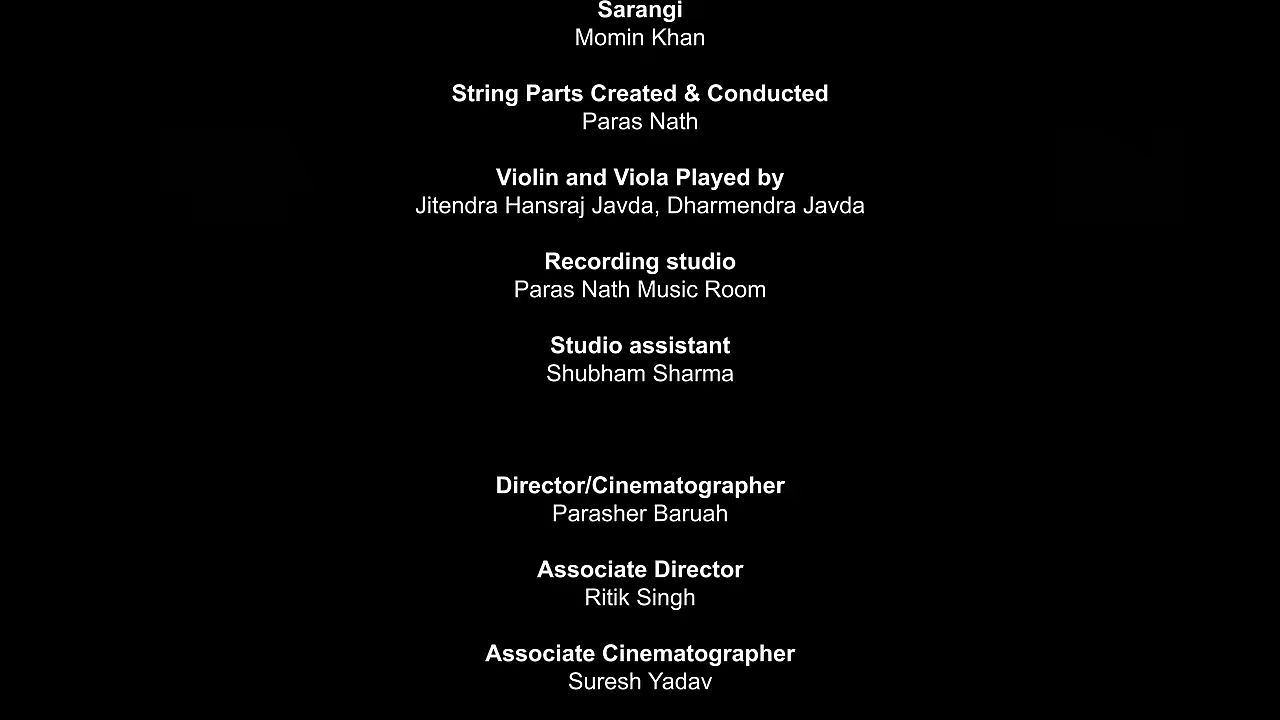 Sarangi
Momin Khan
String Parts Created & Conducted
Paras Nath
Violin and Viola Played by
Jitendra Hansraj Javda, Dharmendra Javda
Recording studio
Paras Nath Music Room
Studio assistant
Shubham Sharma
Director/Cinematographer
Parasher Baruah
Associate Director
Ritik Singh
Associate Cinematographer
Suresh Yadav